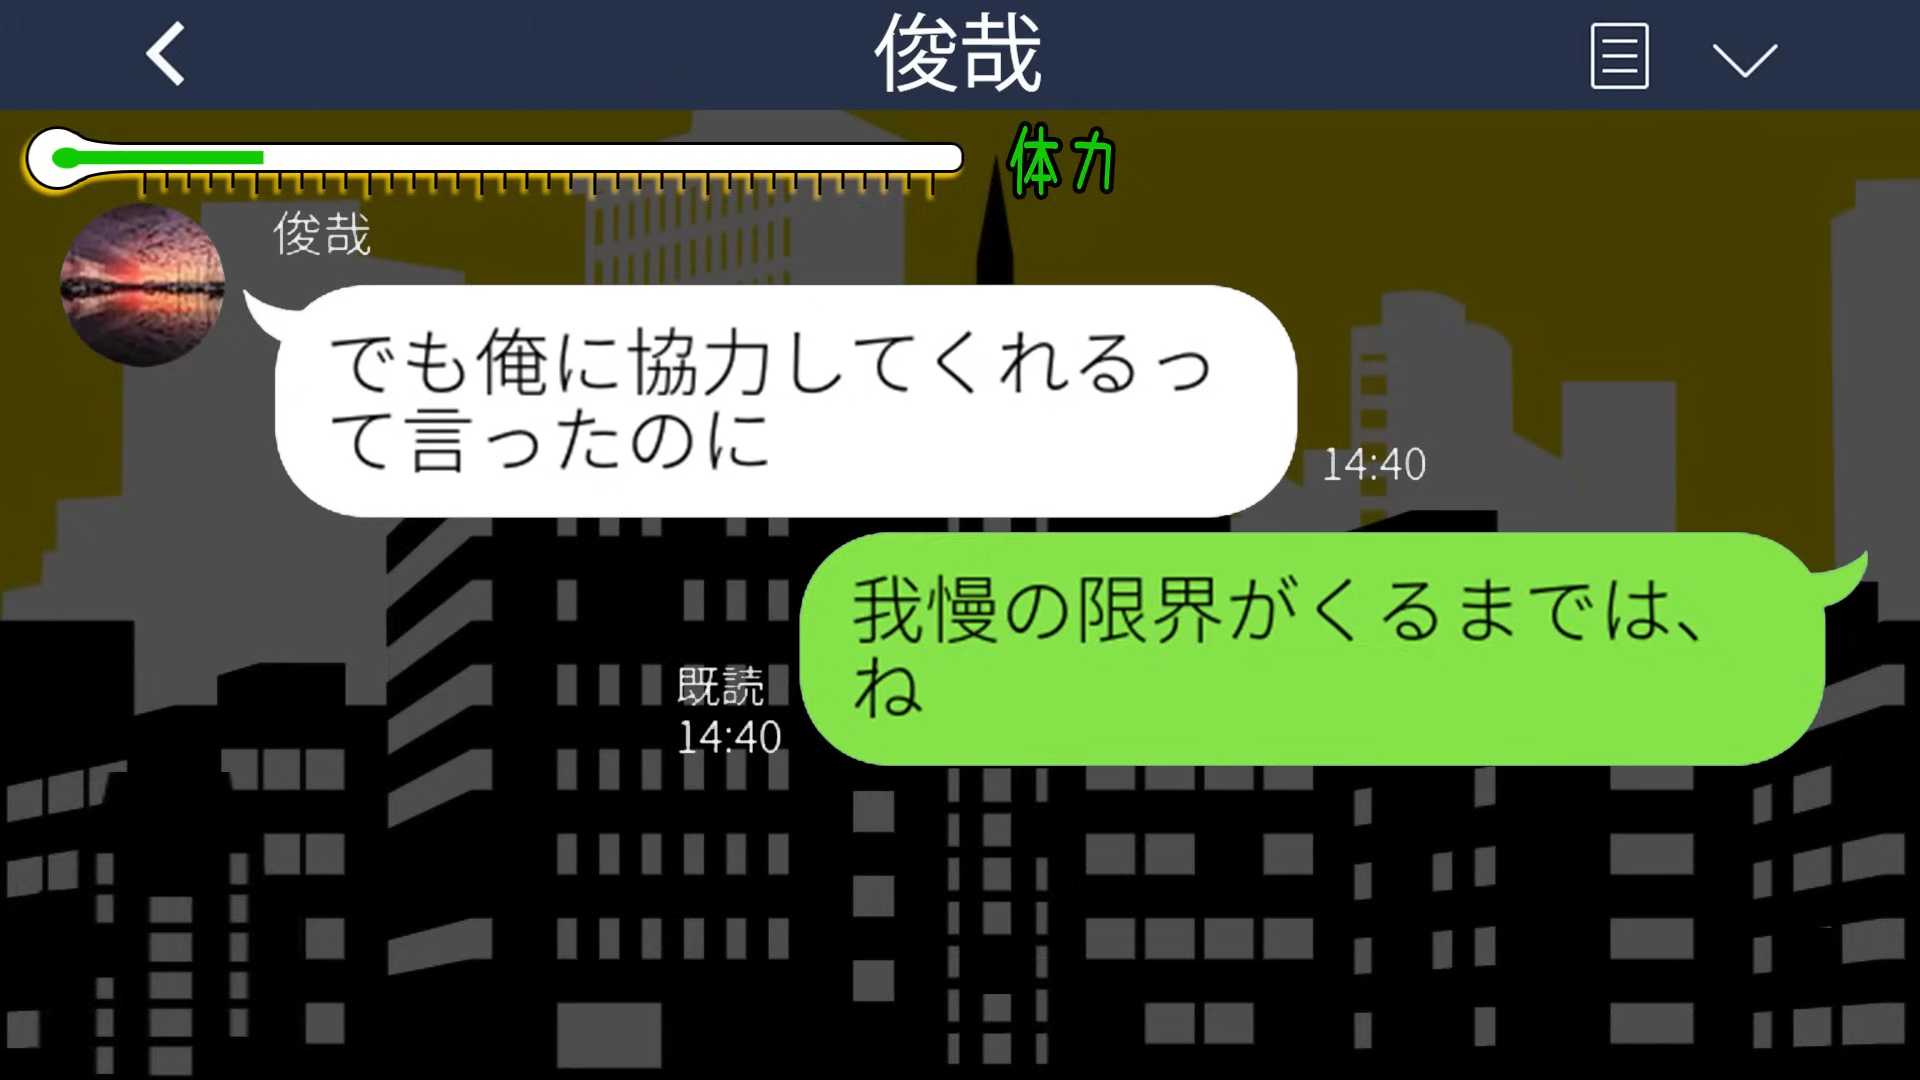 俊哉
体力
俊哉
でも俺に協力してくれるっ
て言ったのに
14:40
我慢の限界がくるまでは、
ね
既読
14:40